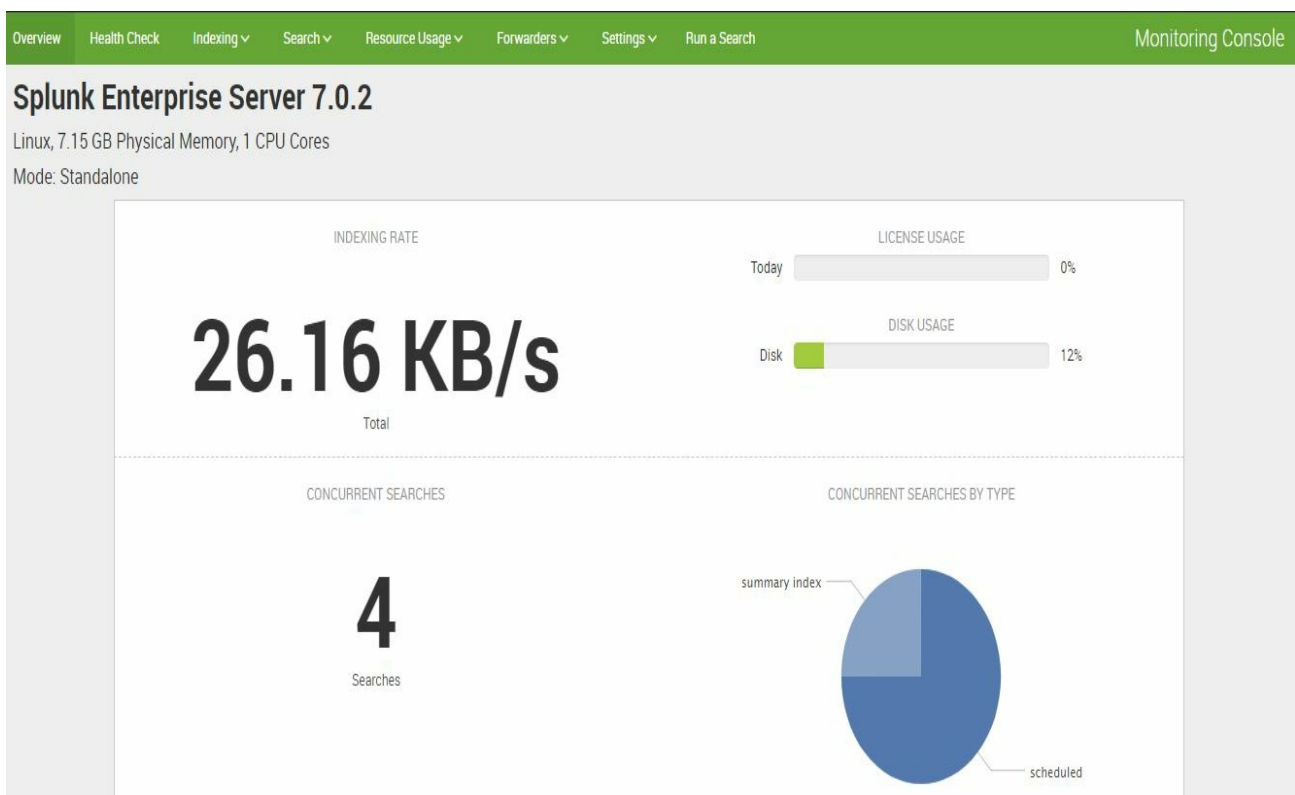 Overview Health Check Indexing Search Resource Usage Forwarders Settings Run a Search Monitoring Console
Splunk Enterprise Server 7.0.2
Linux, 7.15 GB Physical Memory, 1 CPU Cores
Mode: Standalone
INDEXING RATE
26.16 KB/s
Total
LICENSE USAGE
Today 0%
DISK USAGE
Disk 12%
CONCURRENT SEARCHES
4
Searches
CONCURRENT SEARCHES BY TYPE
summary index
scheduled